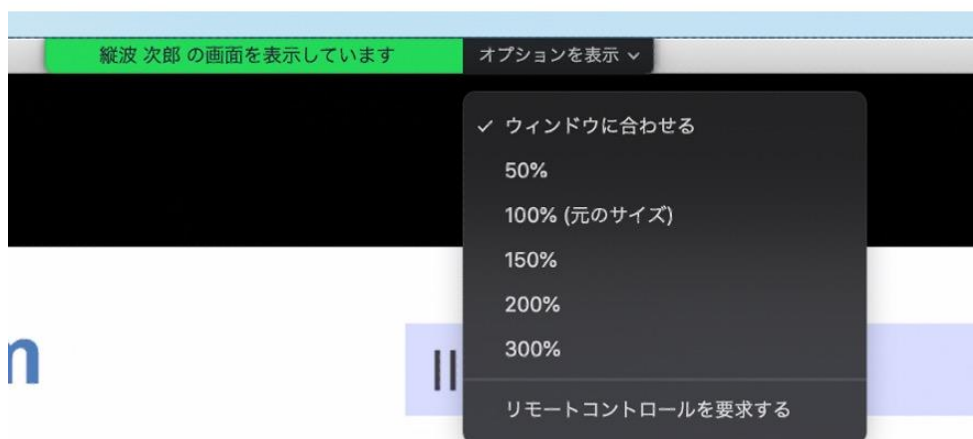 縦波 次郎 の画面を表示しています オプションを表示
ウィンドウに合わせる
50%
100% (元のサイズ)
150%
200%
300%
リモートコントロールを要求する